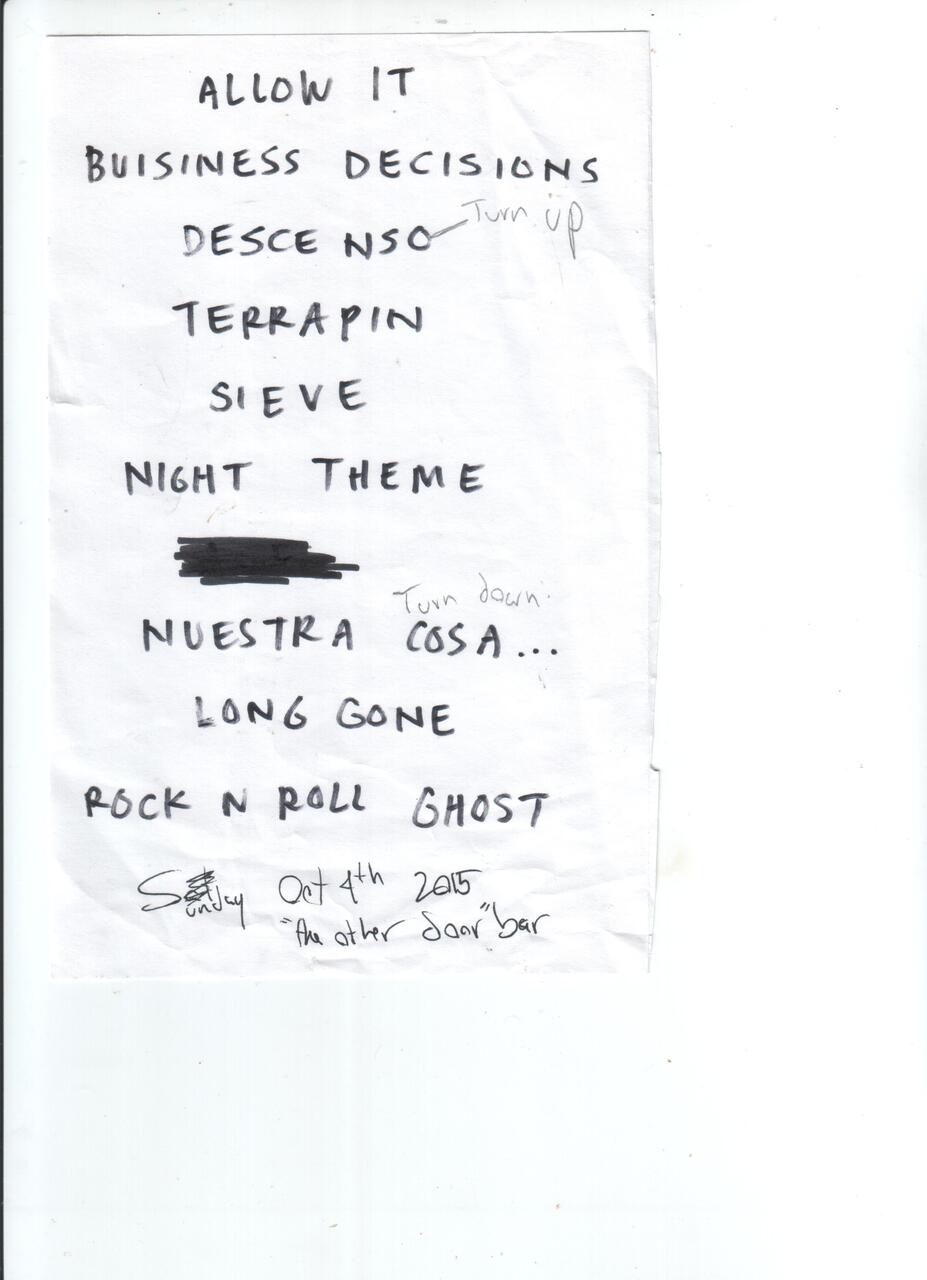 ALLOW IT
BUISINESS DECISIONS
DESCENSO Turn up
TERRAPIN
SIEVE
NIGHT THEME
Turn down
NUESTRA COSA...
LONG GONE
ROCK N ROLL GHOST
Sunday Oct 4th 2015
"the other door" bar